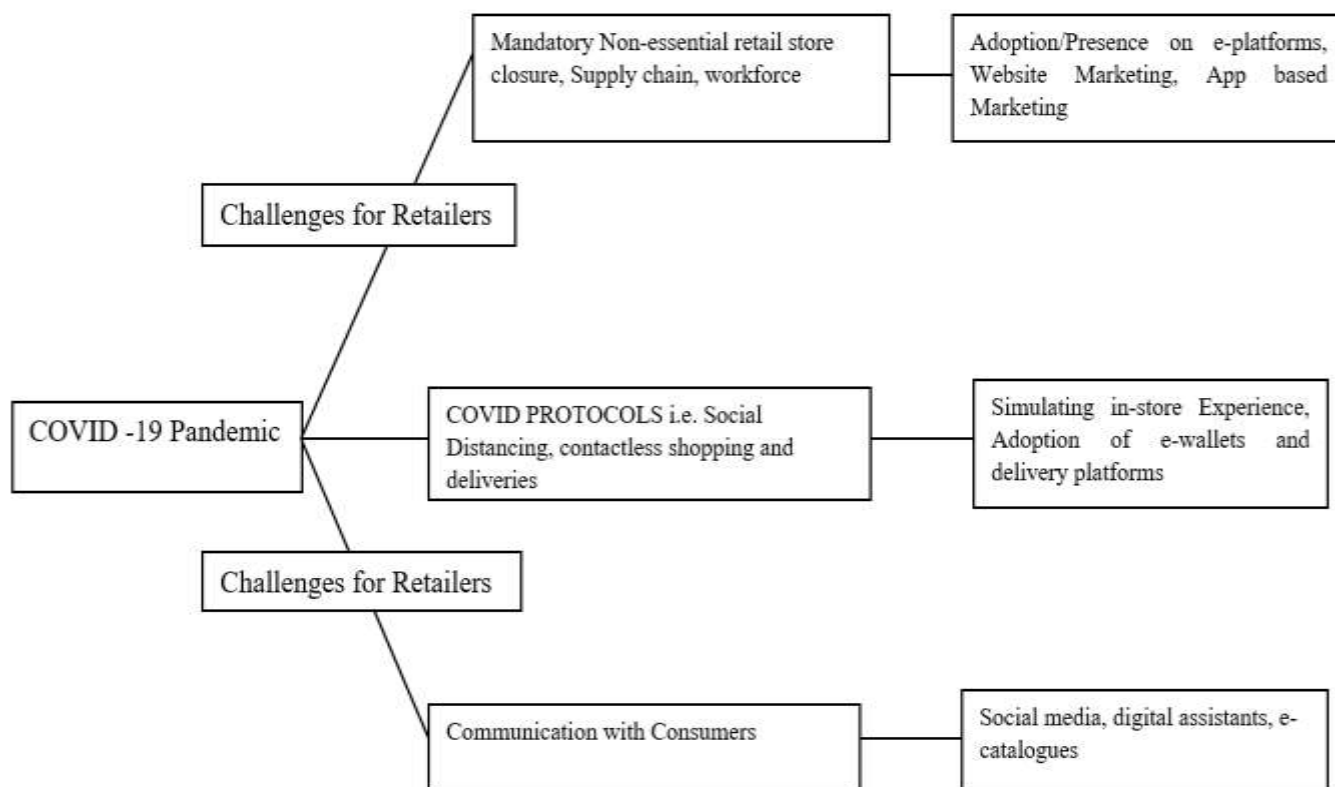 Mandatory Non-essential retail store
closure, Supply chain, workforce
Adoption/Presence on e-platforms,
Website Marketing, App based
Marketing
Challenges for Retailers
COVID -19 Pandemic
COVID PROTOCOLS i.e. Social
Distancing, contactless shopping and
deliveries
Simulating in-store Experience,
Adoption of e-wallets and
delivery platforms
Challenges for Retailers
Communication with Consumers
Social media, digital assistants, e-
catalogues